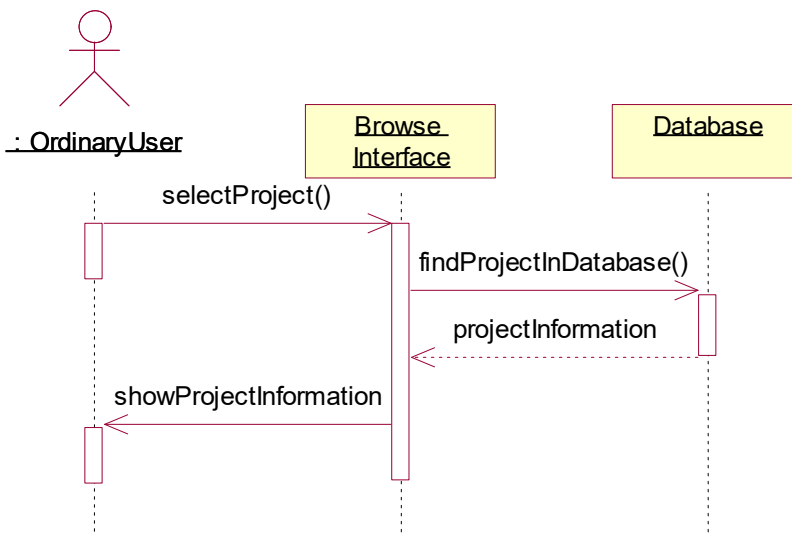 : OrdinaryUser
Browse
Interface
Database
selectProject()
findProjectInDatabase()
projectInformation
showProjectInformation